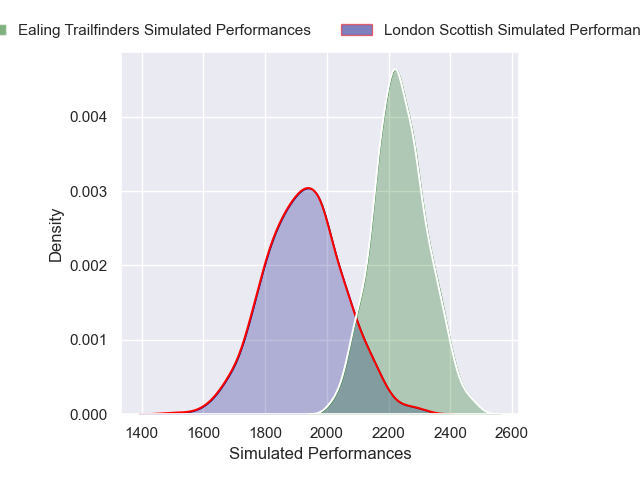 Ealing Trailfinders Simulated Performances London Scottish Simulated
0.004
0.003
0.002
0.001
0.000
Density
1400 1600 1800 2000 2200 2400 2600
Simulated Performances